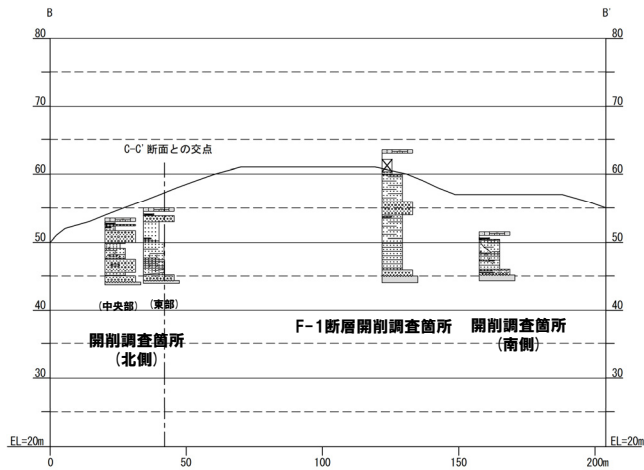 B
B'
80
80
70
70
C-C'断面との交点
60
60
50
50
40
40
(中央部)
(東部)
開削調査箇所
(北側)
F-1断層開削調査箇所
開削調査箇所
(南側)
30
30
EL=20m
EL=20m
0
50
100
150
200m